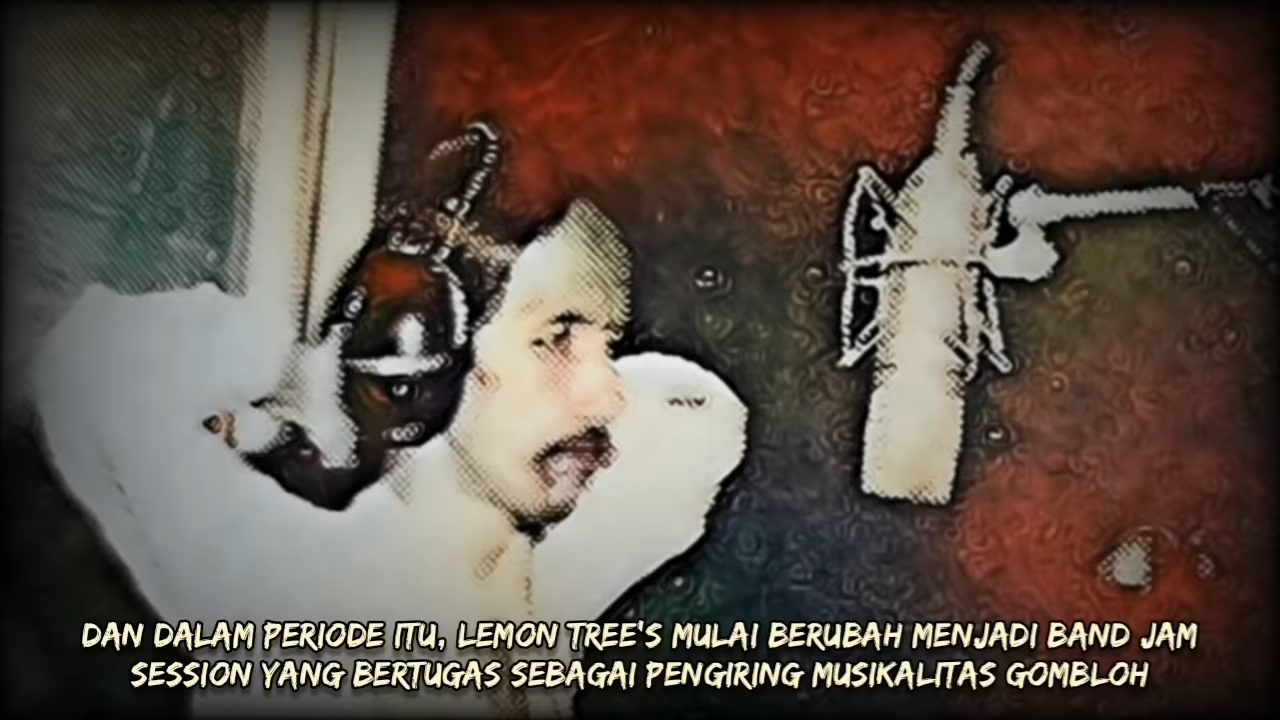 DAN DALAM PERIODE ITU, LEMON TREE'S MULAI BERUBAH MENJADI BAND JAM
SESSION YANG BERTUGAS SEBAGAI PENGIRING MUSIKALITAS GOMBLOH